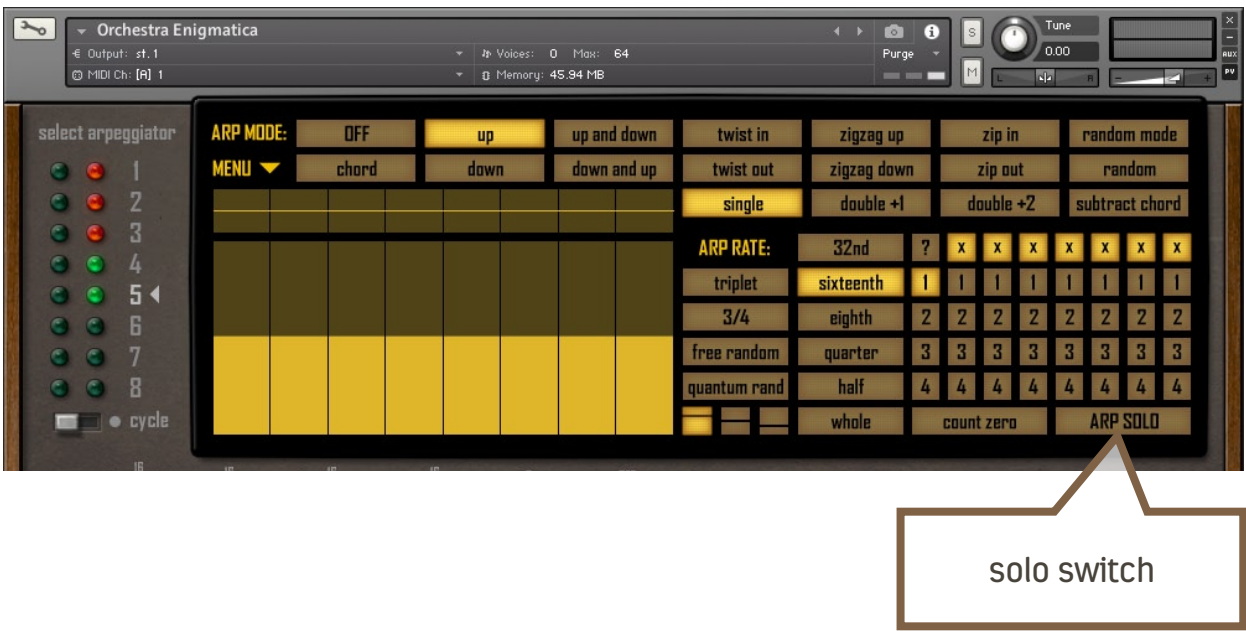 Orchestra Enigmatica
Output: st.1 Voices: 0 Max: 64 Purge
MIDI Ch: [A] 1 Memory: 45.94 MB
S Tune
0.00
M L R - +
×
-
AUX
PV
select arpeggiator
1
2
3
4
5
6
7
8
cycle
ARP MODE: OFF up up and down twist in zigzag up zip in random mode
MENU chord down down and up twist out zigzag down zip out random
single double +1 double +2 subtract chord
ARP RATE: 32nd ? x x x x x x x
triplet sixteenth 1 1 1 1 1 1 1 1
3/4 eighth 2 2 2 2 2 2 2 2
free random quarter 3 3 3 3 3 3 3 3
quantum rand half 4 4 4 4 4 4 4 4
whole count zero ARP SOLO
solo switch